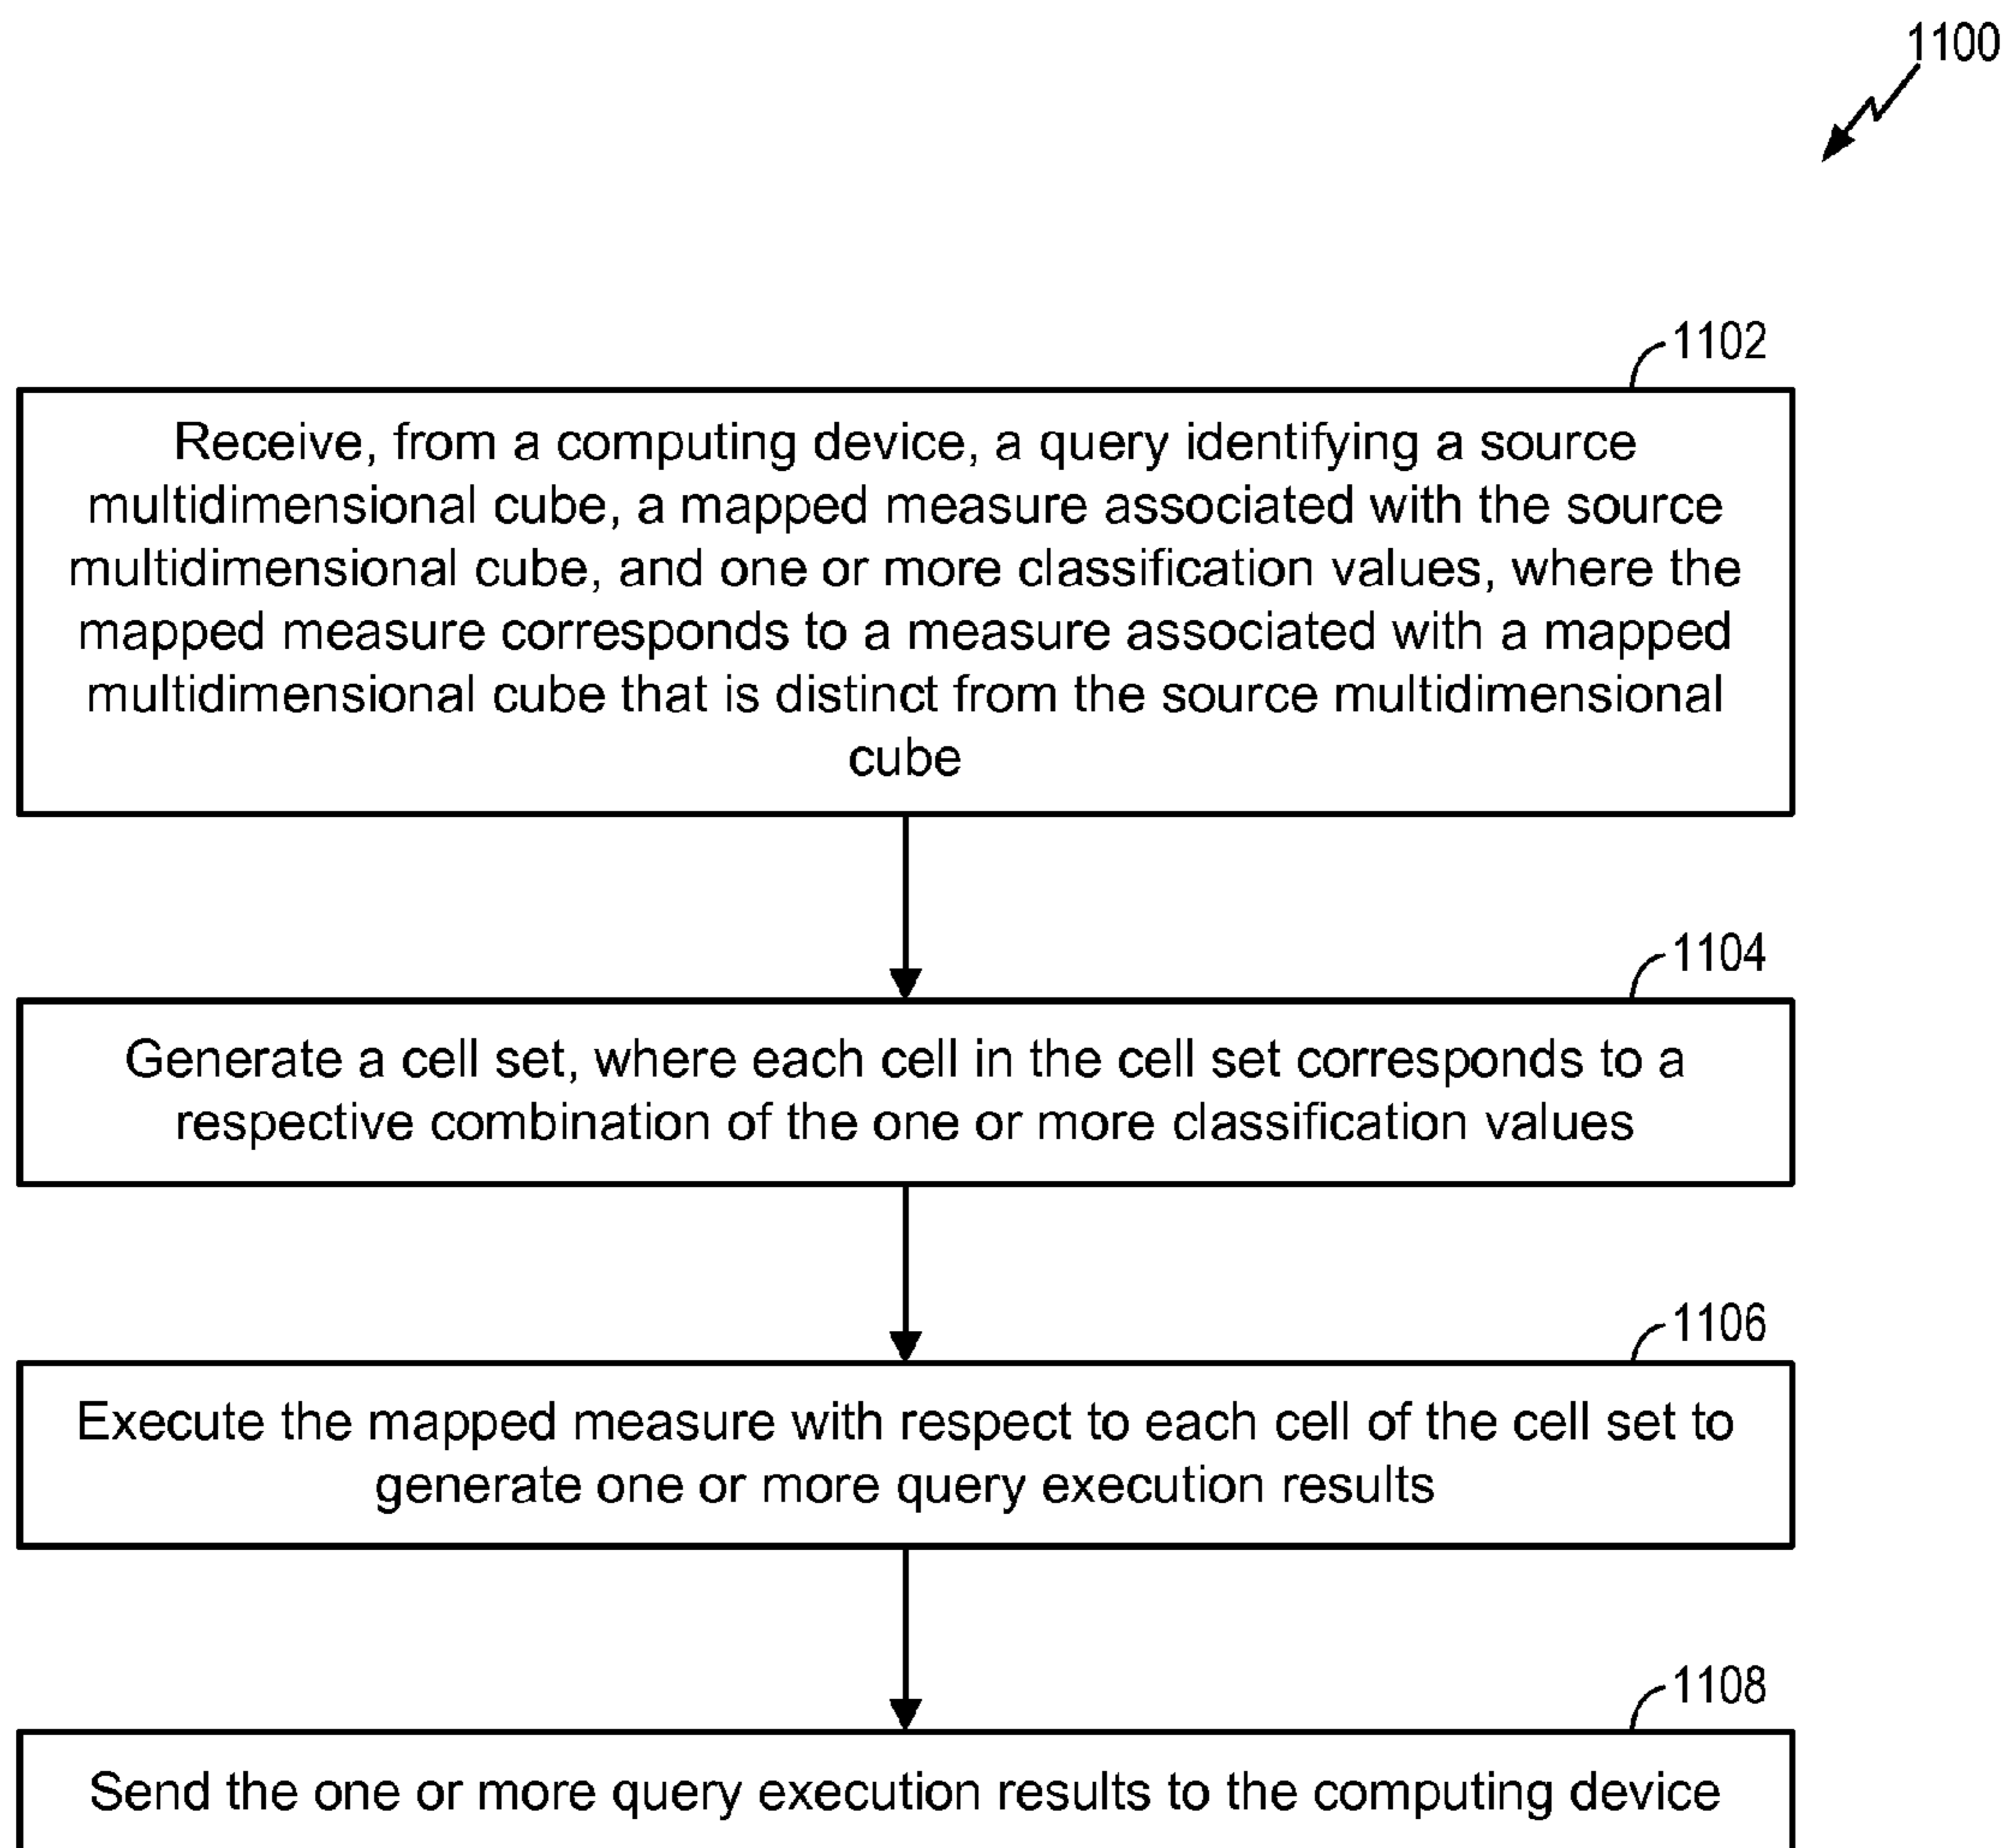 1100
1102
Receive, from a computing device, a query identifying a source
multidimensional cube, a mapped measure associated with the source
multidimensional cube, and one or more classification values, where the
mapped measure corresponds to a measure associated with a mapped
multidimensional cube that is distinct from the source multidimensional
cube
1104
Generate a cell set, where each cell in the cell set corresponds to a
respective combination of the one or more classification values
1106
Execute the mapped measure with respect to each cell of the cell set to
generate one or more query execution results
1108
Send the one or more query execution results to the computing device